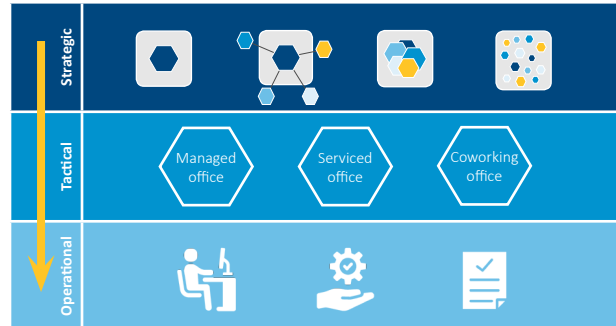 Strategic
Tactical
Managed
office
Serviced
office
Coworking
office
Operational